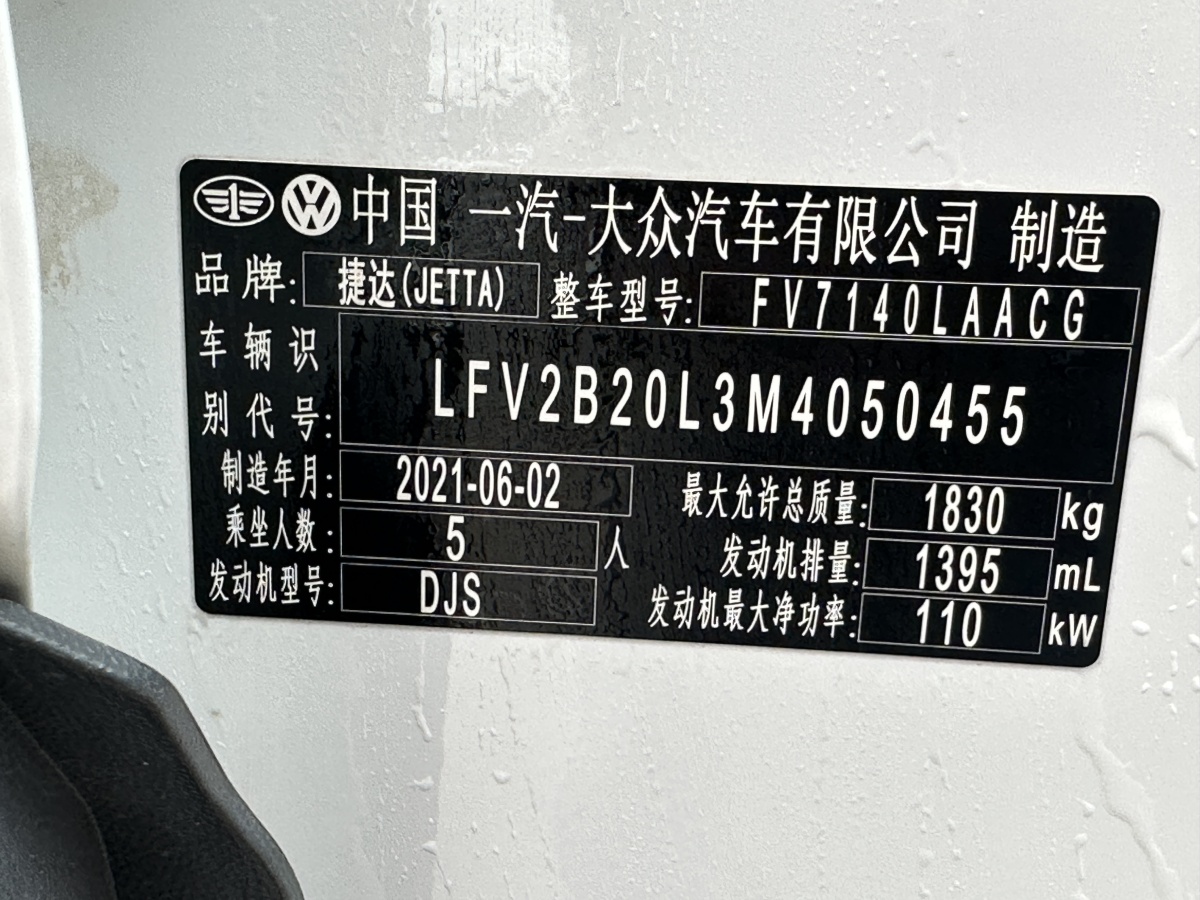 中国 一汽-大众汽车有限公司 制造
品牌: 捷达(JETTA) 整车型号: FV7140LAACG
车辆识别代号: LFV2B20L3M4050455
制造年月: 2021-06-02 最大允许总质量: 1830 kg
乘坐人数: 5 人 发动机排量: 1395 mL
发动机型号: DJS 发动机最大净功率: 110 kW